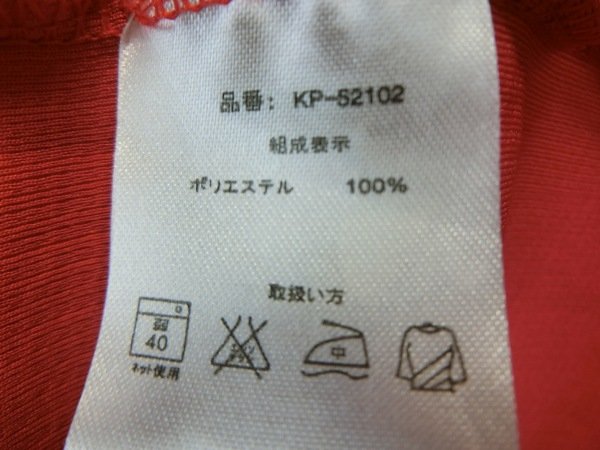 品番: KP-52102
組成表示
ポリエステル 100%
取扱い方
弱
40
中
ネット使用